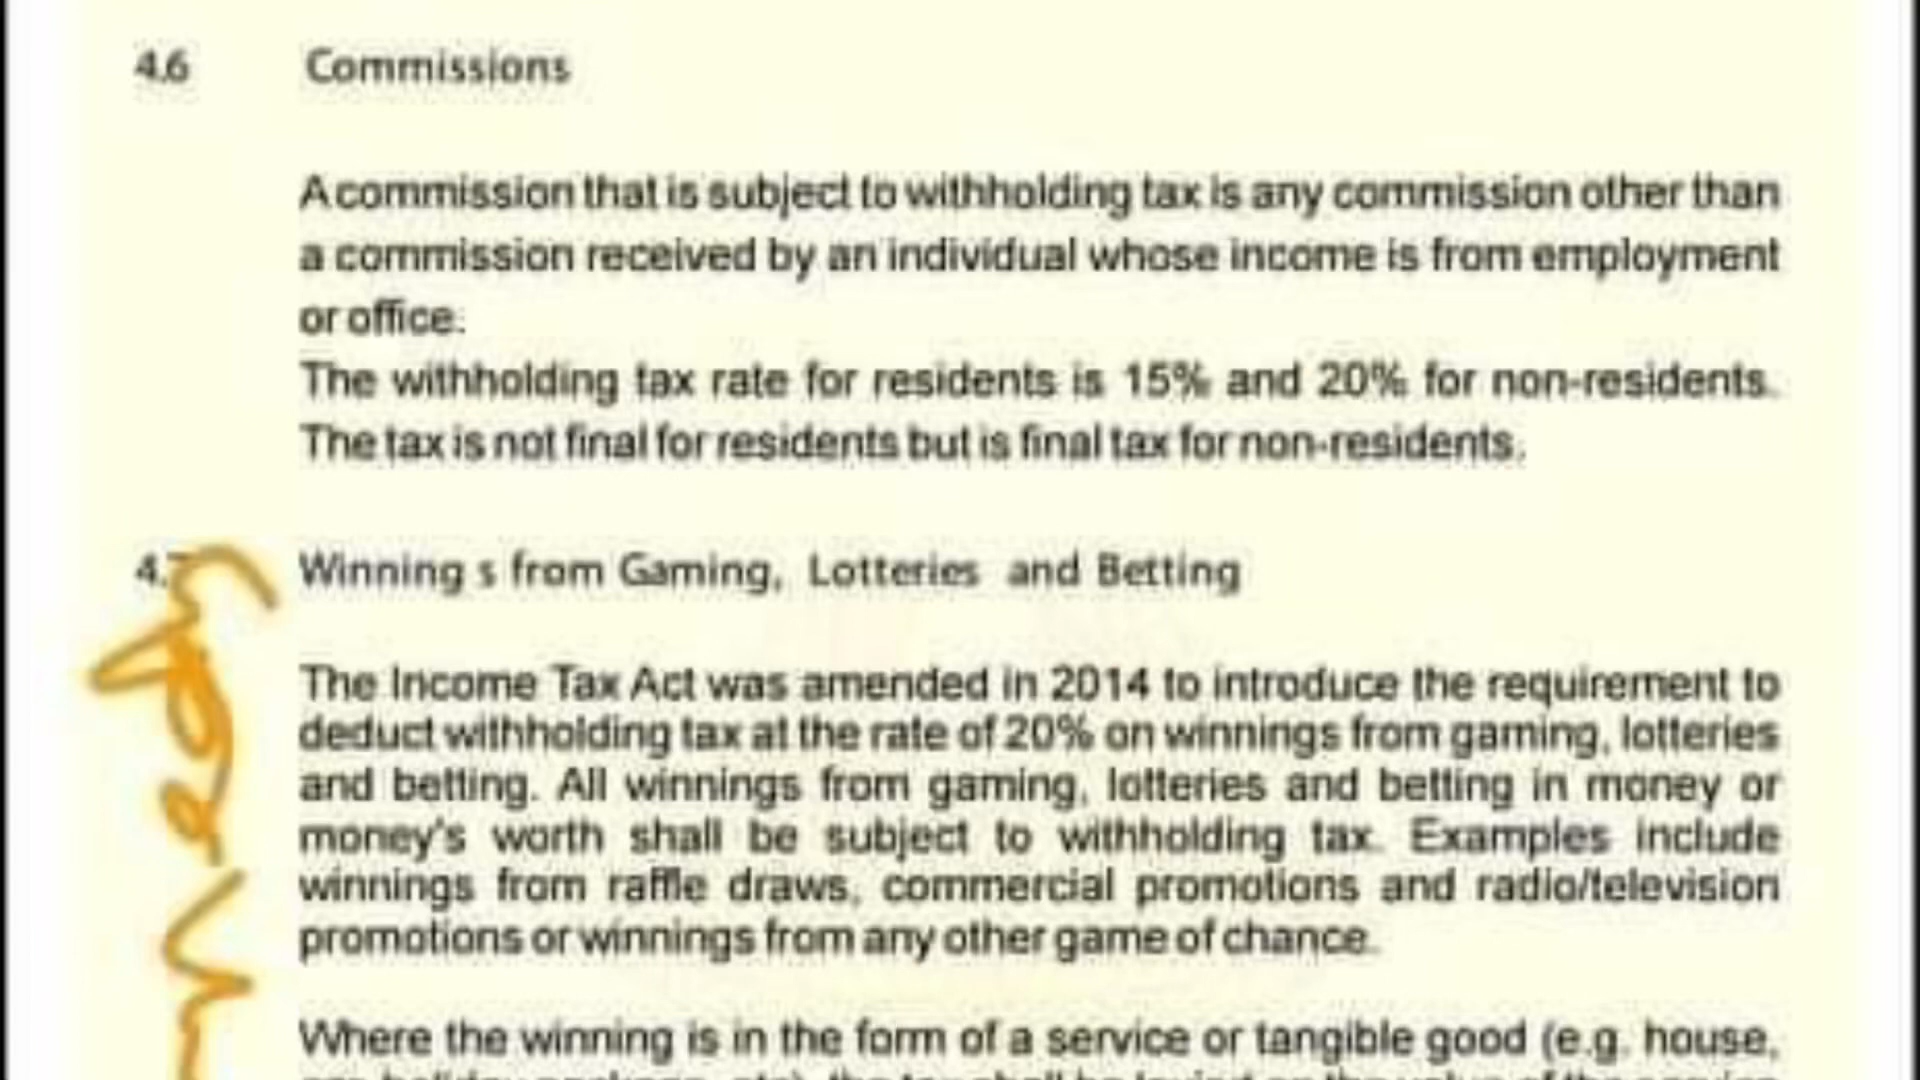 4.6 Commissions
A commission that is subject to withholding tax is any commission other than
a commission received by an individual whose income is from employment
or office.
The withholding tax rate for residents is 15% and 20% for non-residents.
The tax is not final for residents but is final tax for non-residents.
4.7 Winning s from Gaming, Lotteries and Betting
The Income Tax Act was amended in 2014 to introduce the requirement to
deduct withholding tax at the rate of 20% on winnings from gaming, lotteries
and betting. All winnings from gaming, lotteries and betting in money or
money's worth shall be subject to withholding tax. Examples include
winnings from raffle draws, commercial promotions and radio/television
promotions or winnings from any other game of chance.
Where the winning is in the form of a service or tangible good (e.g. house,